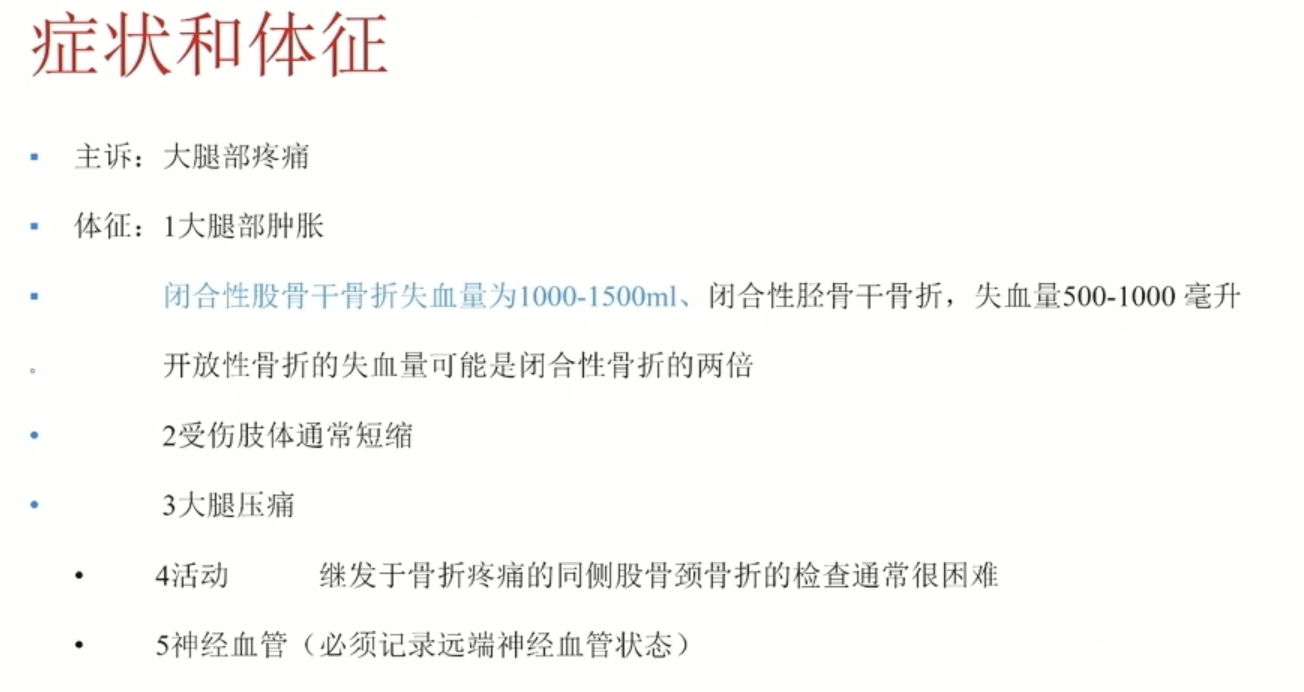 症状和体征
主诉：大腿部疼痛
体征：1大腿部肿胀
闭合性股骨干骨折失血量为1000-1500ml、闭合性胫骨干骨折，失血量500-1000 毫升
开放性骨折的失血量可能是闭合性骨折的两倍
2受伤肢体通常短缩
3大腿压痛
4活动 继发于骨折疼痛的同侧股骨颈骨折的检查通常很困难
5神经血管（必须记录远端神经血管状态）